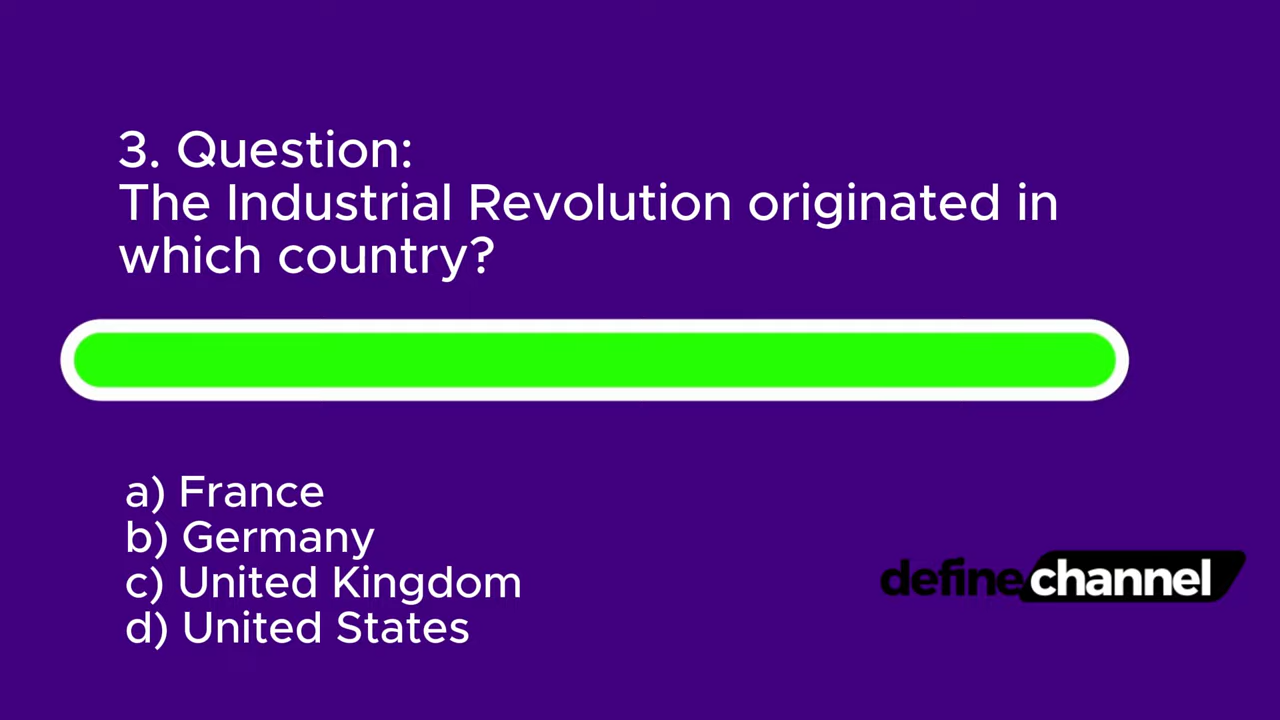 3. Question:
The Industrial Revolution originated in
which country?
a) France
b) Germany
c) United Kingdom
d) United States
definechannel